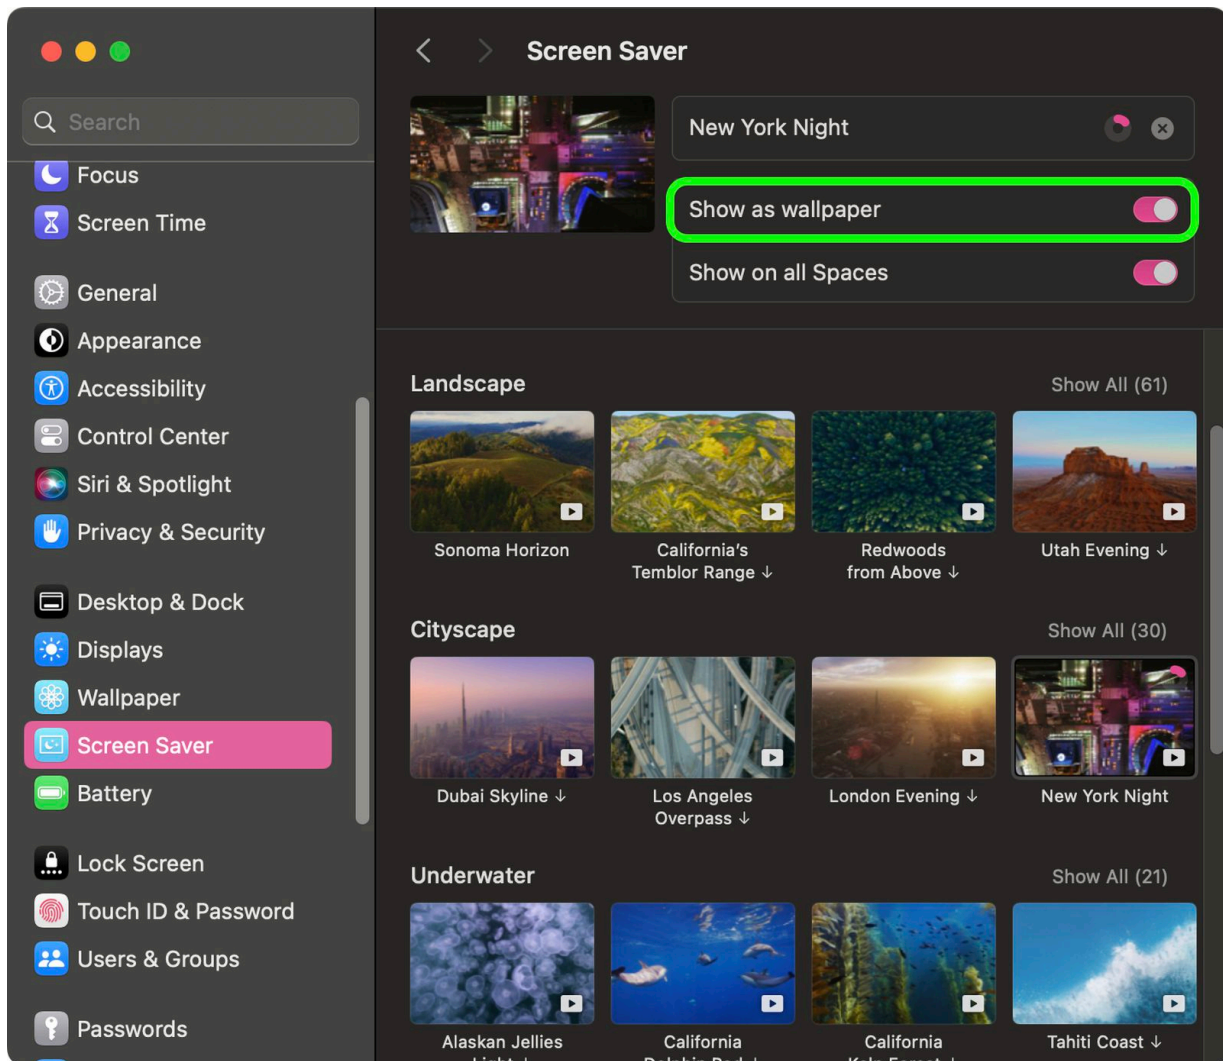 Screen Saver
Search
Focus
Screen Time
General
Appearance
Accessibility
Control Center
Siri & Spotlight
Privacy & Security
Desktop & Dock
Displays
Wallpaper
Screen Saver
Battery
Lock Screen
Touch ID & Password
Users & Groups
Passwords
New York Night
Show as wallpaper
Show on all Spaces
Landscape
Show All (61)
Sonoma Horizon
California’s
Temblor Range ↓
Redwoods
from Above ↓
Utah Evening ↓
Cityscape
Show All (30)
Dubai Skyline ↓
Los Angeles
Overpass ↓
London Evening ↓
New York Night
Underwater
Show All (21)
Alaskan Jellies
California
California
Tahiti Coast ↓